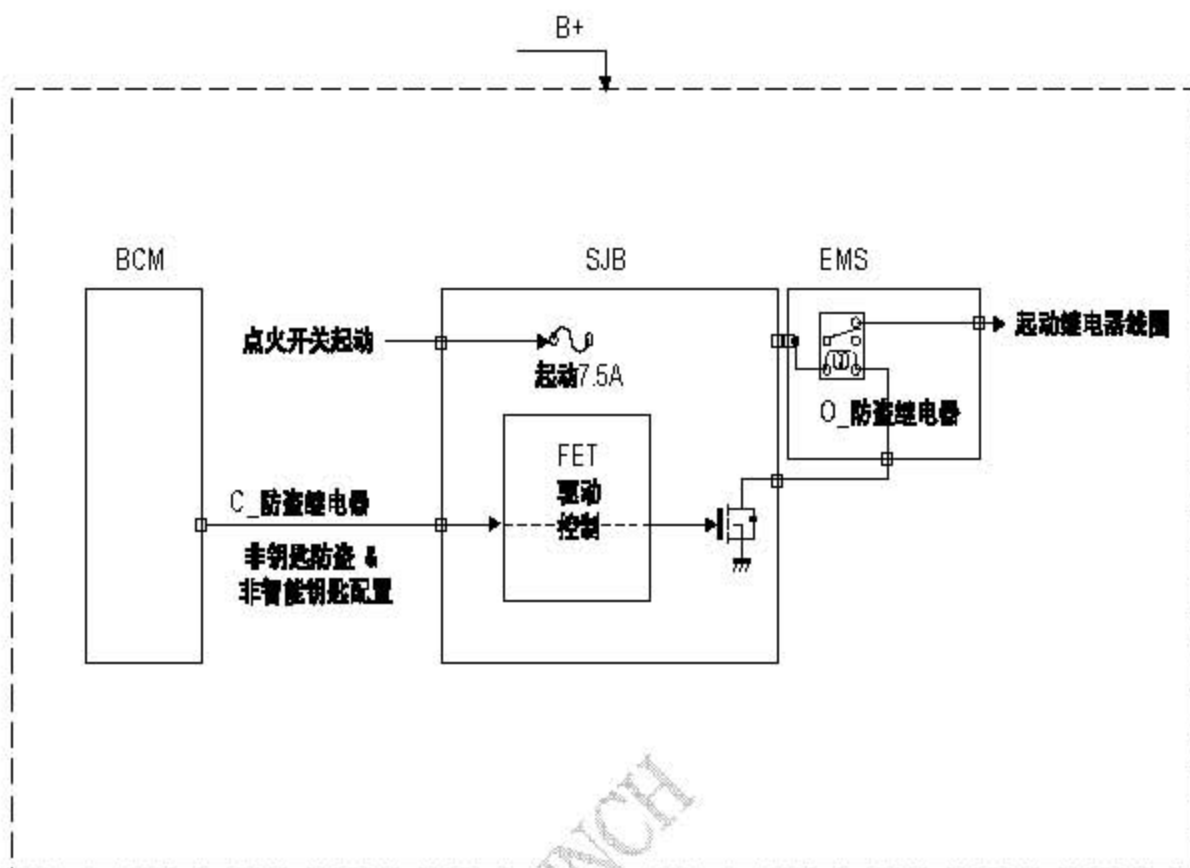 B+
BCM
SJB
EMS
点火开关起动
起动7.5A
起动继电器线圈
O_防盗继电器
FET
驱动
控制
C_防盗继电器
非钥匙防盗 &
非智能钥匙配置